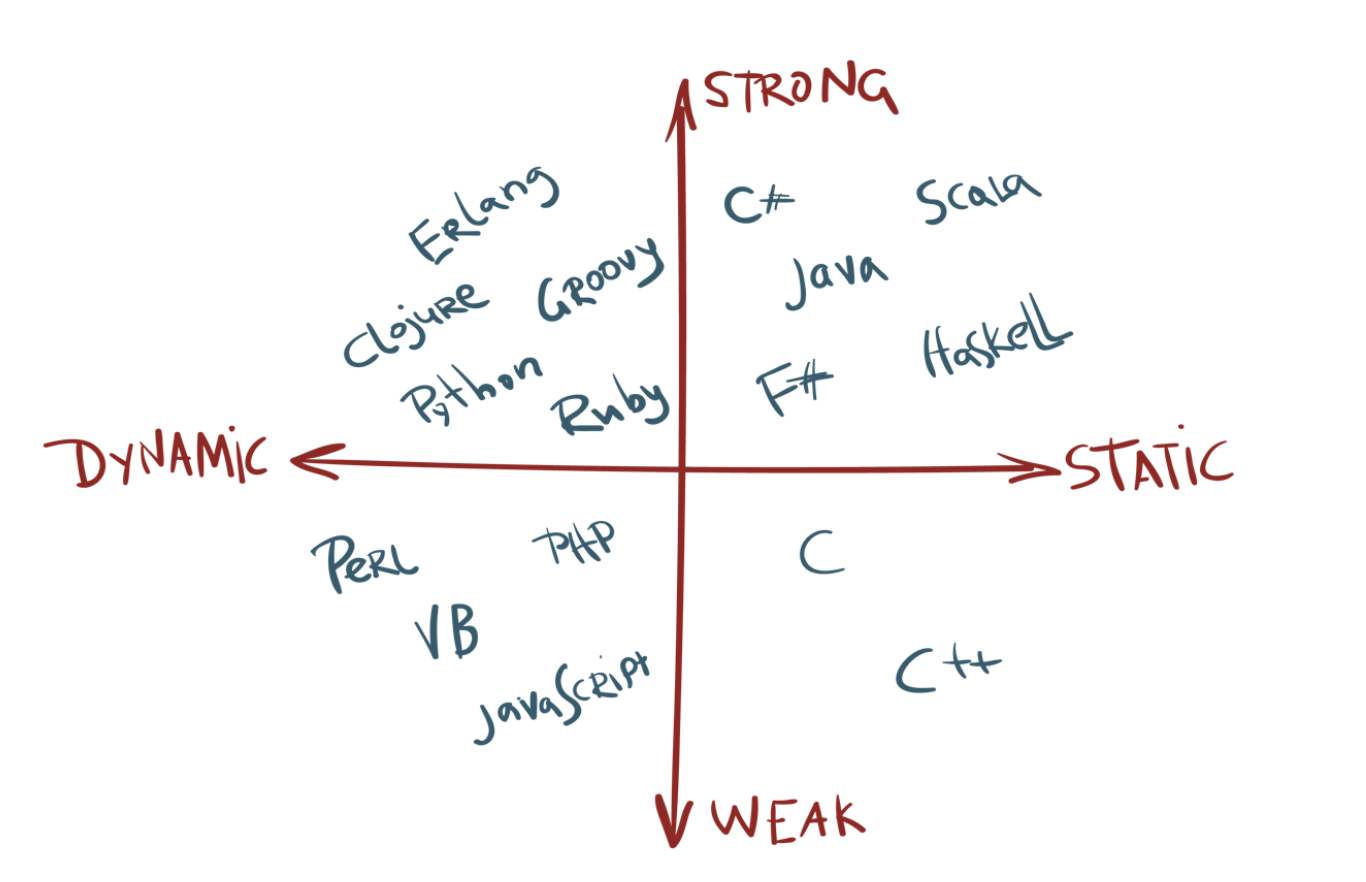 STRONG
ERLang
C#
Scala
Clojure
Groovy
Java
Python
Ruby
F#
Haskell
DYNAMiC
STATiC
PeRL
PHP
C
VB
JavaScript
C++
WEAK